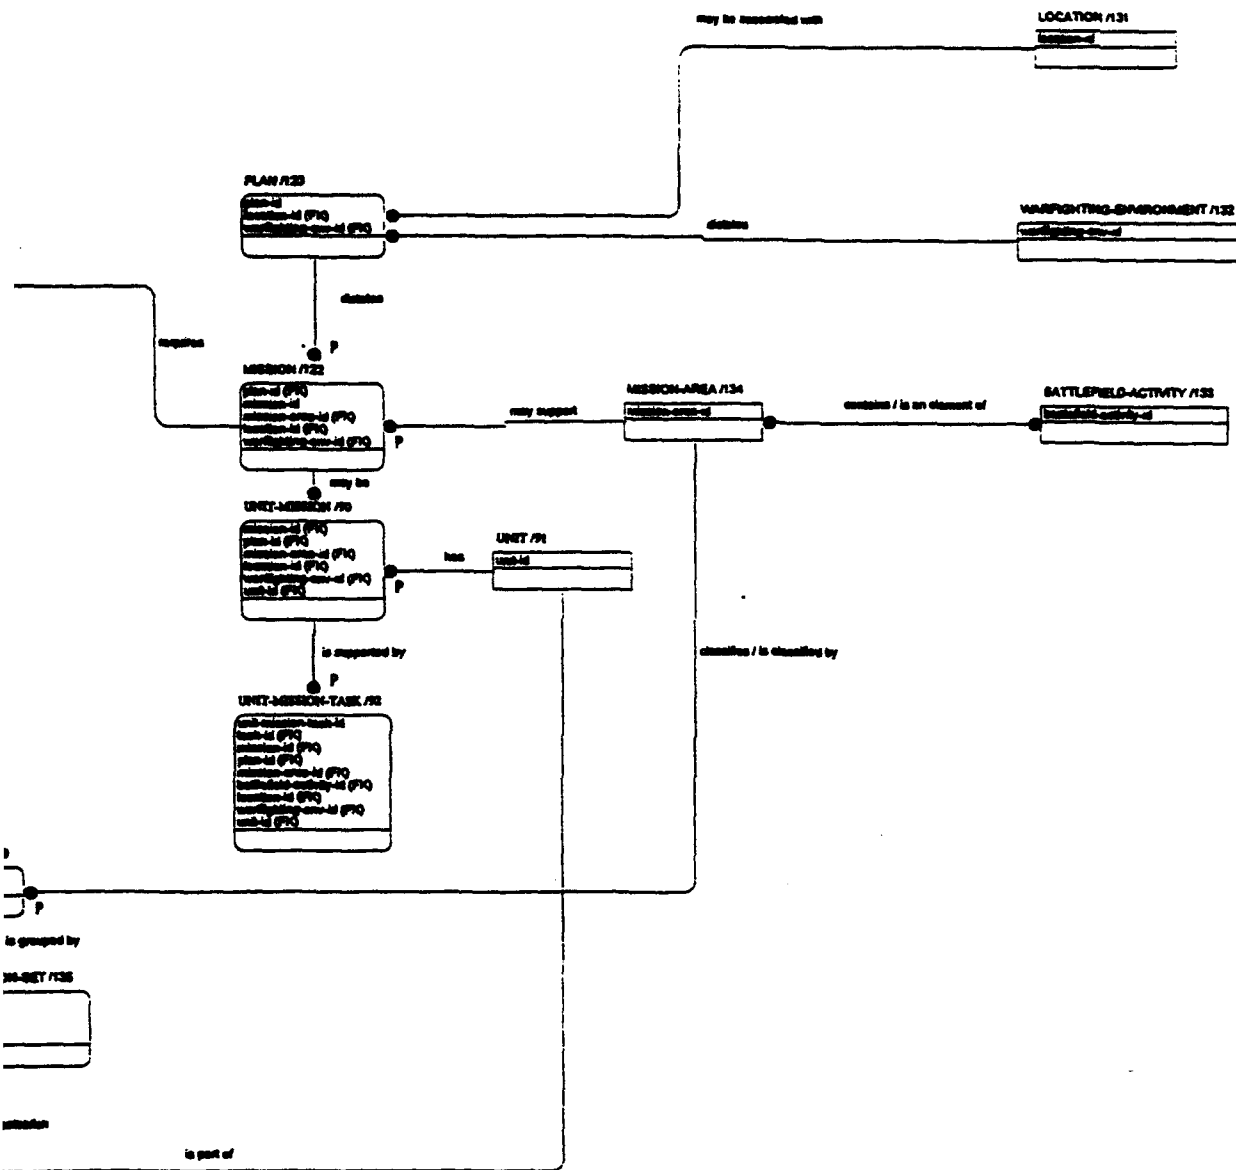 may be associated with
LOCATION /131
location-id
PLAN /123
plan-id
location-id (FK)
warfighting-env-id (FK)
dictates
WARFIGHTING-ENVIRONMENT /132
warfighting-env-id
dictates
requires
P
MISSION /122
plan-id (FK)
mission-id
mission-area-id (FK)
location-id (FK)
warfighting-env-id (FK)
P
may support
MISSION-AREA /134
mission-area-id
contains / is an element of
BATTLEFIELD-ACTIVITY /133
battlefield-activity-id
may be
UNIT-MISSION /90
mission-id (FK)
plan-id (FK)
mission-area-id (FK)
location-id (FK)
warfighting-env-id (FK)
unit-id (FK)
P
has
UNIT /91
unit-id
is supported by
classifies / is classified by
P
UNIT-MISSION-TASK /92
unit-mission-task-id
task-id (FK)
mission-id (FK)
plan-id (FK)
mission-area-id (FK)
battlefield-activity-id (FK)
location-id (FK)
warfighting-env-id (FK)
unit-id (FK)
P
is grouped by
ON-SET /135
is part of